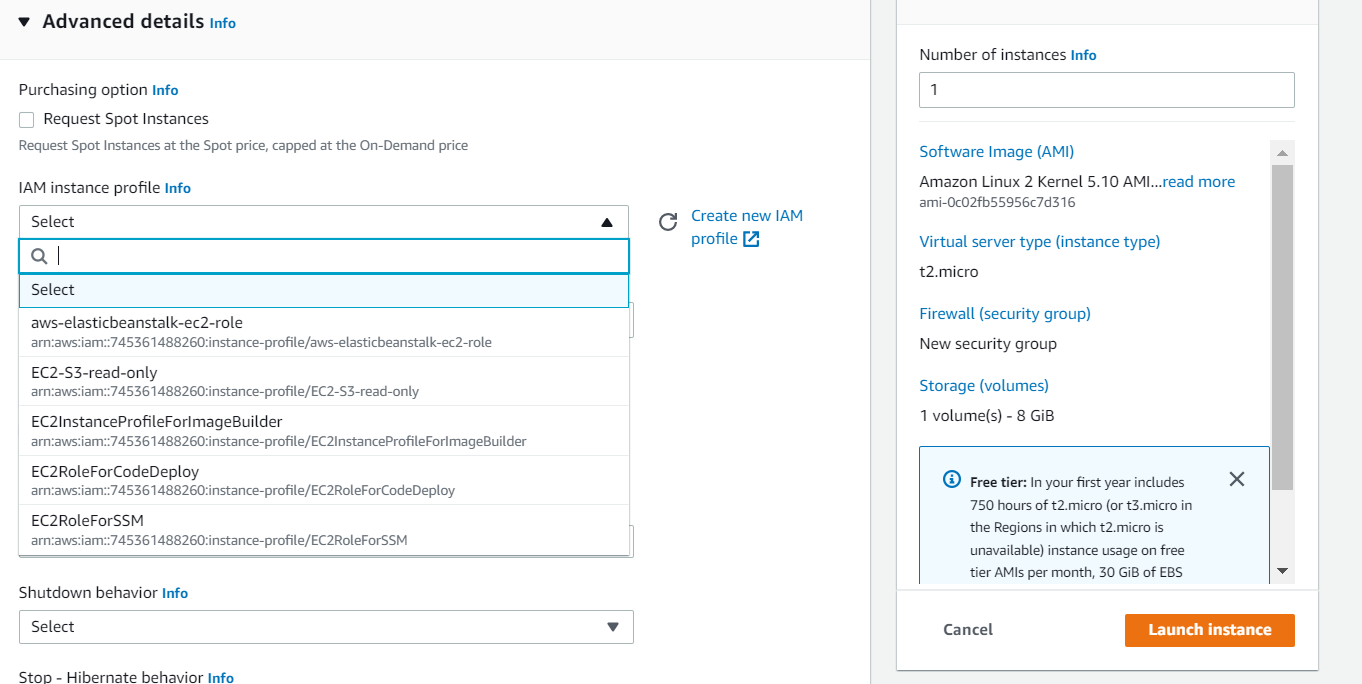 Advanced details Info
Purchasing option Info
Request Spot Instances
Request Spot Instances at the Spot price, capped at the On-Demand price
IAM instance profile Info
Select
Create new IAM
profile
Select
aws-elasticbeanstalk-ec2-role
arn:aws:iam::745361488260:instance-profile/aws-elasticbeanstalk-ec2-role
EC2-S3-read-only
arn:aws:iam::745361488260:instance-profile/EC2-S3-read-only
EC2InstanceProfileForImageBuilder
arn:aws:iam::745361488260:instance-profile/EC2InstanceProfileForImageBuilder
EC2RoleForCodeDeploy
arn:aws:iam::745361488260:instance-profile/EC2RoleForCodeDeploy
EC2RoleForSSM
arn:aws:iam::745361488260:instance-profile/EC2RoleForSSM
Shutdown behavior Info
Select
Stop - Hibernate behavior Info
Number of instances Info
1
Software Image (AMI)
Amazon Linux 2 Kernel 5.10 AMI...read more
ami-0c02fb55956c7d316
Virtual server type (instance type)
t2.micro
Firewall (security group)
New security group
Storage (volumes)
1 volume(s) - 8 GiB
Free tier: In your first year includes
750 hours of t2.micro (or t3.micro in
the Regions in which t2.micro is
unavailable) instance usage on free
tier AMIs per month, 30 GiB of EBS
Cancel
Launch instance